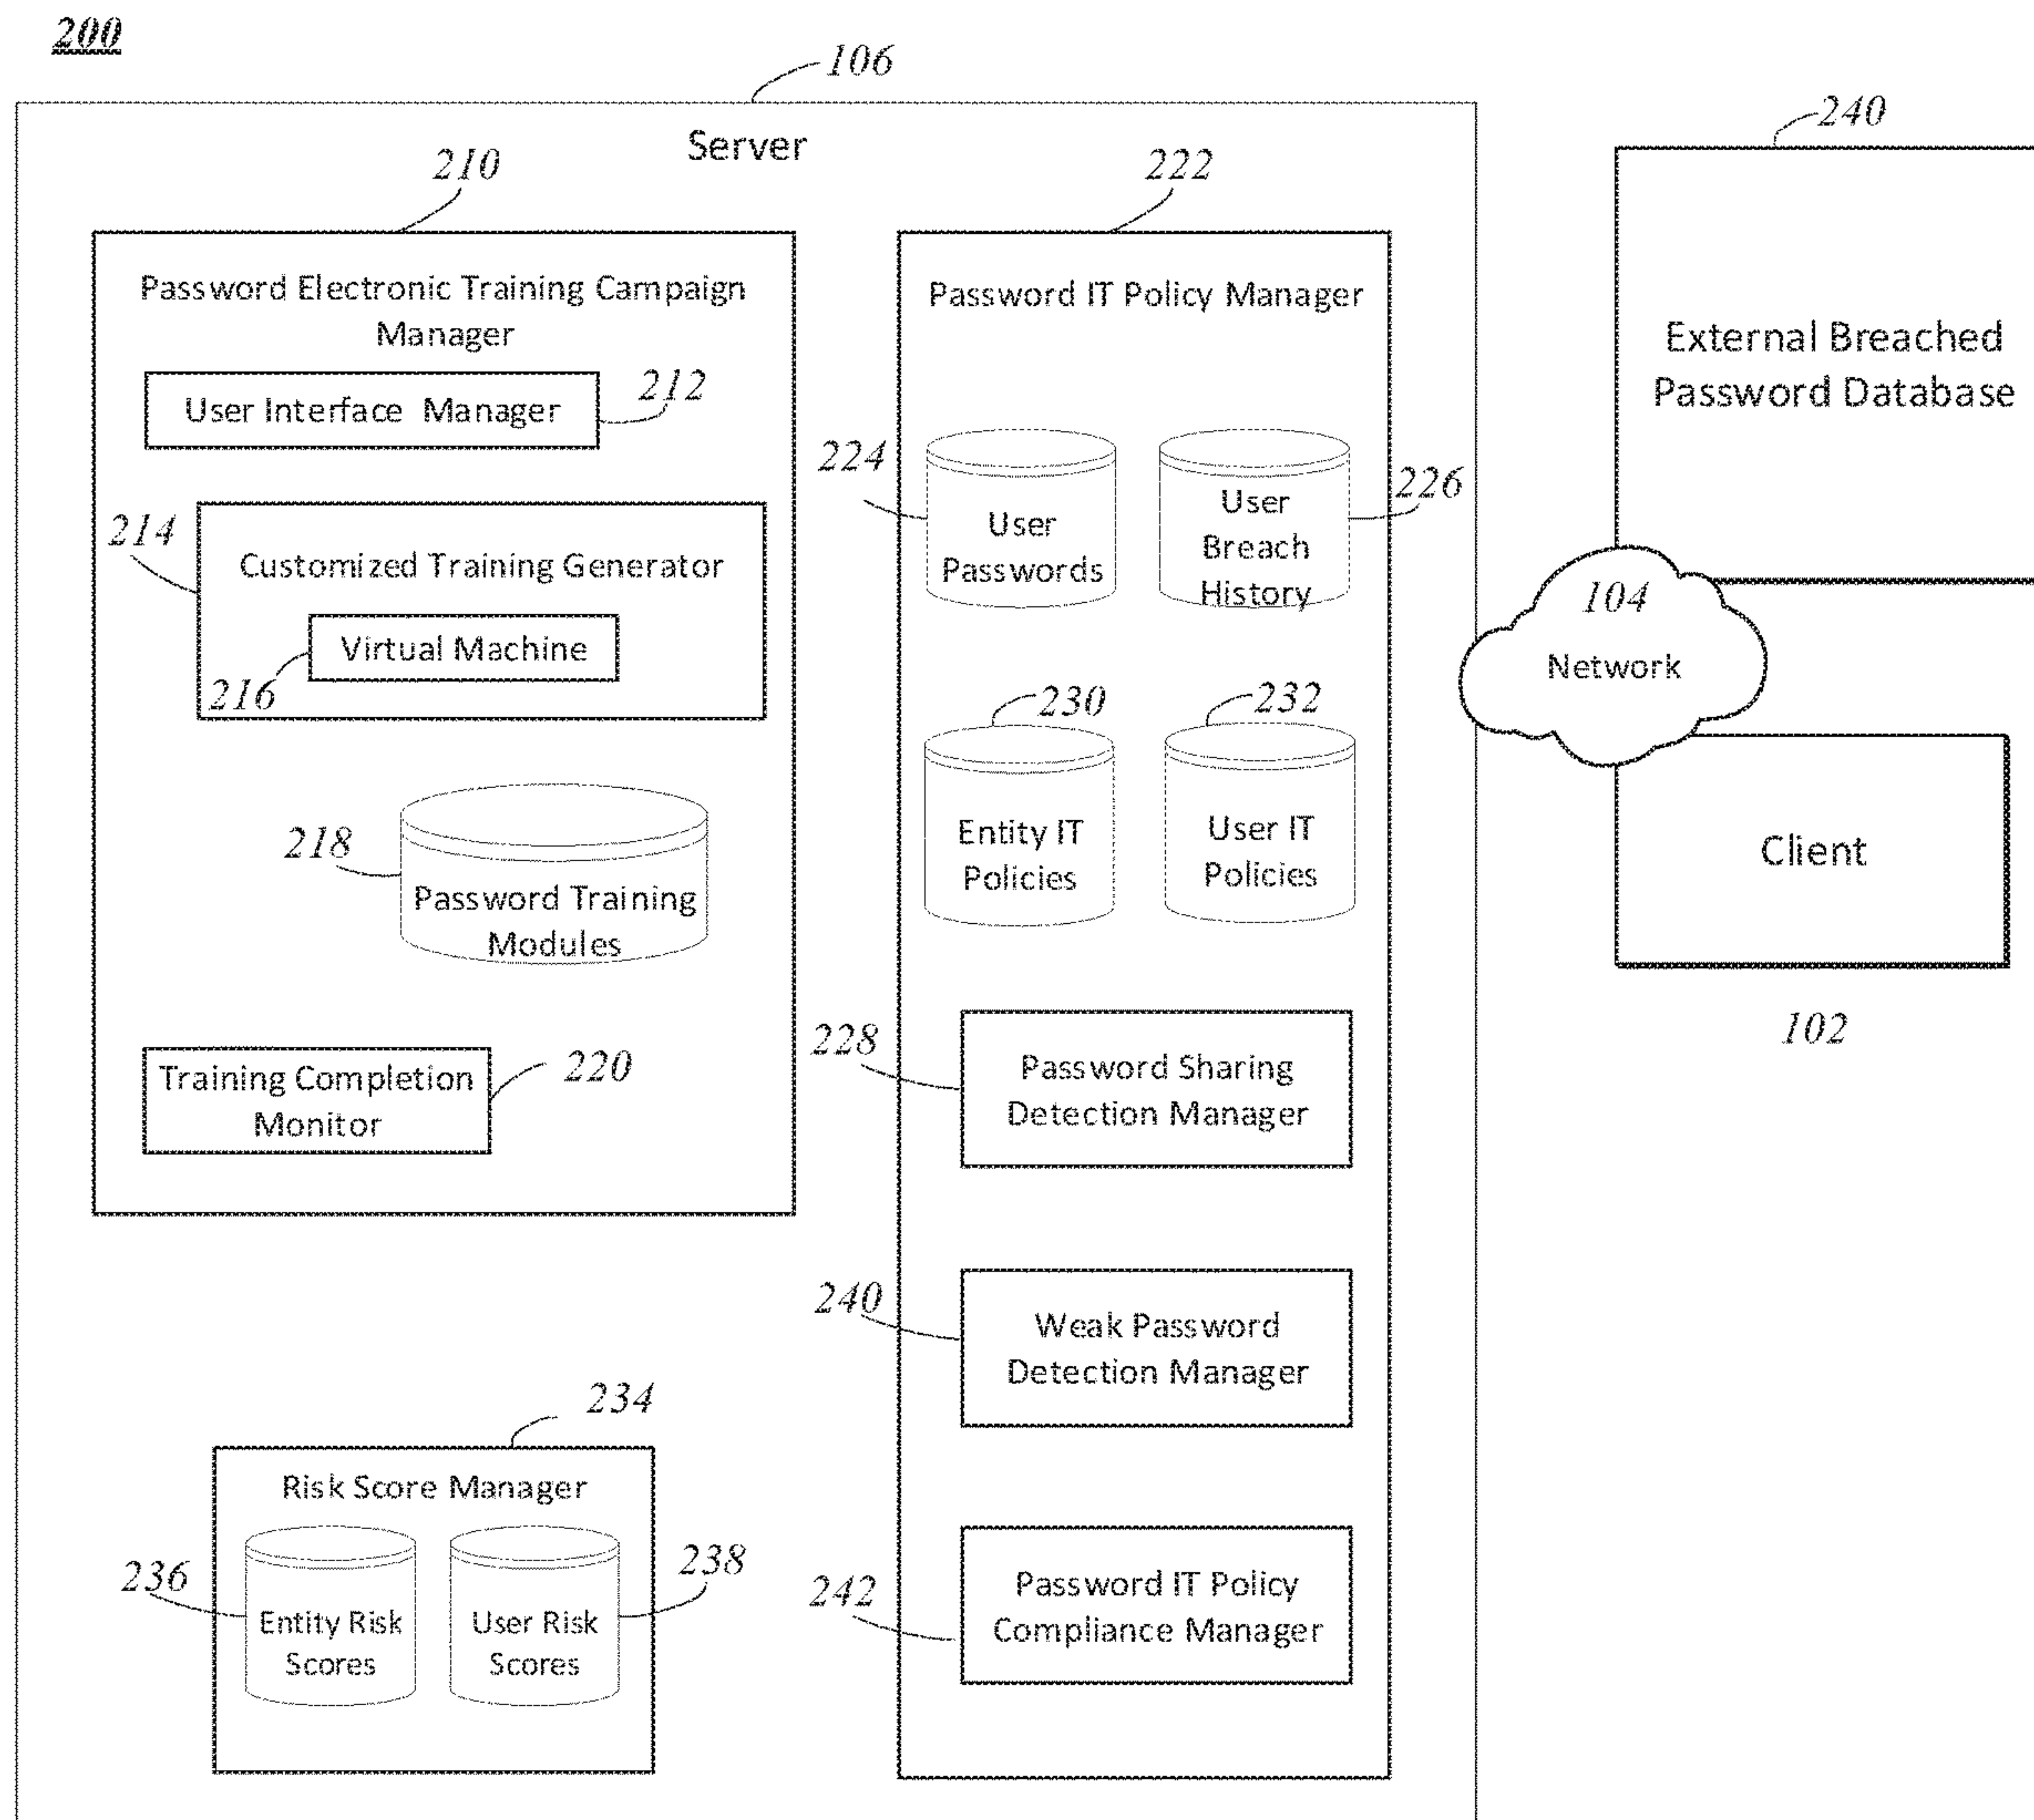 200
106
Server
210
Password Electronic Training Campaign
Manager
User Interface Manager
212
214
Customized Training Generator
Virtual Machine
216
218
Password Training
Modules
Training Completion
Monitor
220
234
Risk Score Manager
236
Entity Risk
Scores
User Risk
Scores
238
222
Password IT Policy Manager
224
User
Passwords
User
Breach
History
226
230
Entity IT
Policies
232
User IT
Policies
228
Password Sharing
Detection Manager
240
Weak Password
Detection Manager
242
Password IT Policy
Compliance Manager
240
External Breached
Password Database
104
Network
Client
102